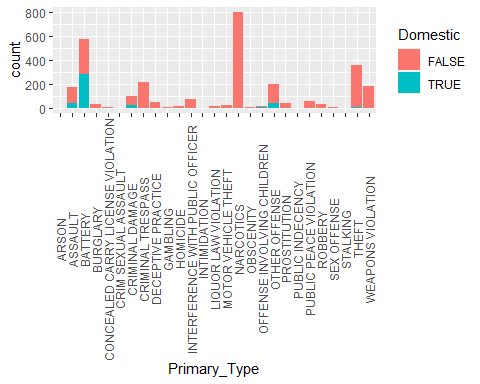 800
600
400
200
0
count
ARSON
ASSAULT
BATTERY
BURGLARY
CONCEALED CARRY LICENSE VIOLATION
CRIM SEXUAL ASSAULT
CRIMINAL DAMAGE
CRIMINAL TRESPASS
DECEPTIVE PRACTICE
GAMBLING
HOMICIDE
INTERFERENCE WITH PUBLIC OFFICER
INTIMIDATION
LIQUOR LAW VIOLATION
MOTOR VEHICLE THEFT
NARCOTICS
OBSCENITY
OFFENSE INVOLVING CHILDREN
OTHER OFFENSE
PROSTITUTION
PUBLIC INDECENCY
PUBLIC PEACE VIOLATION
ROBBERY
SEX OFFENSE
STALKING
THEFT
WEAPONS VIOLATION
Primary_Type
Domestic
FALSE
TRUE